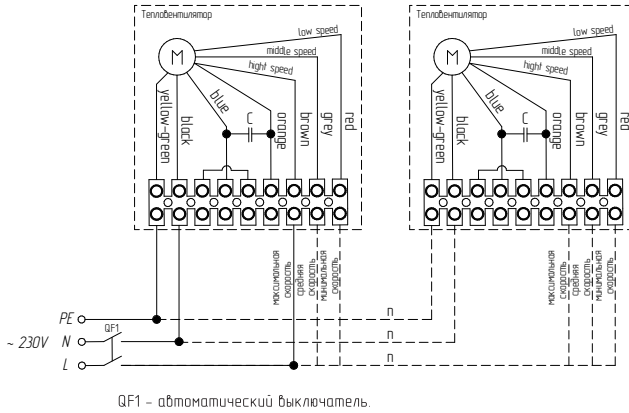 Тепловентилятор
Тепловентилятор
low speed
middle speed
hight speed
low speed
middle speed
hight speed
M
M
yellow-green
black
blue
C
orange
brown
grey
red
yellow-green
black
blue
C
orange
brown
grey
red
максимальная
скорость
средняя
скорость
минимальная
скорость
максимальная
скорость
средняя
скорость
минимальная
скорость
PE
n
QF1
~ 230V
N
n
L
n
QF1 - автоматический выключатель.